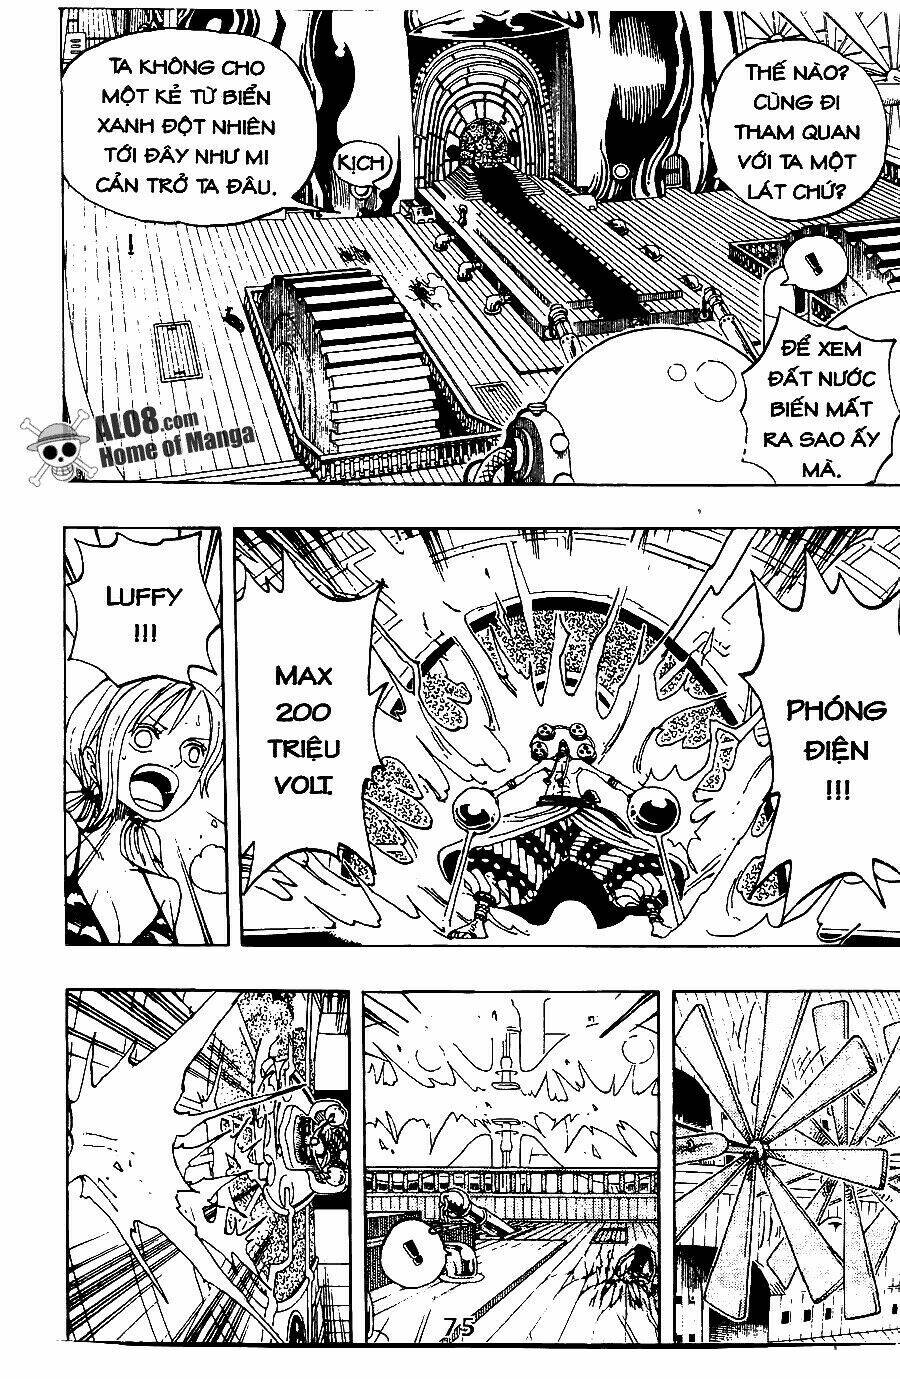 THẾ NÀO?
CÙNG ĐI
THAM QUAN
VỚI TA MỘT
LÁT CHỨ?
!
ĐỂ XEM
ĐẤT NƯỚC
BIẾN MẤT
RA SAO ẤY
MÀ.
KỊCH
TA KHÔNG CHO
MỘT KẺ TỪ BIỂN
XANH ĐỘT NHIÊN
TỚI ĐÂY NHƯ MI
CẢN TRỞ TA ĐÂU.
!
ALO8.com
Home of Manga
PHÓNG
ĐIỆN
!!!
MAX
200
TRIỆU
VOLT.
LUFFY
!!!
!
75